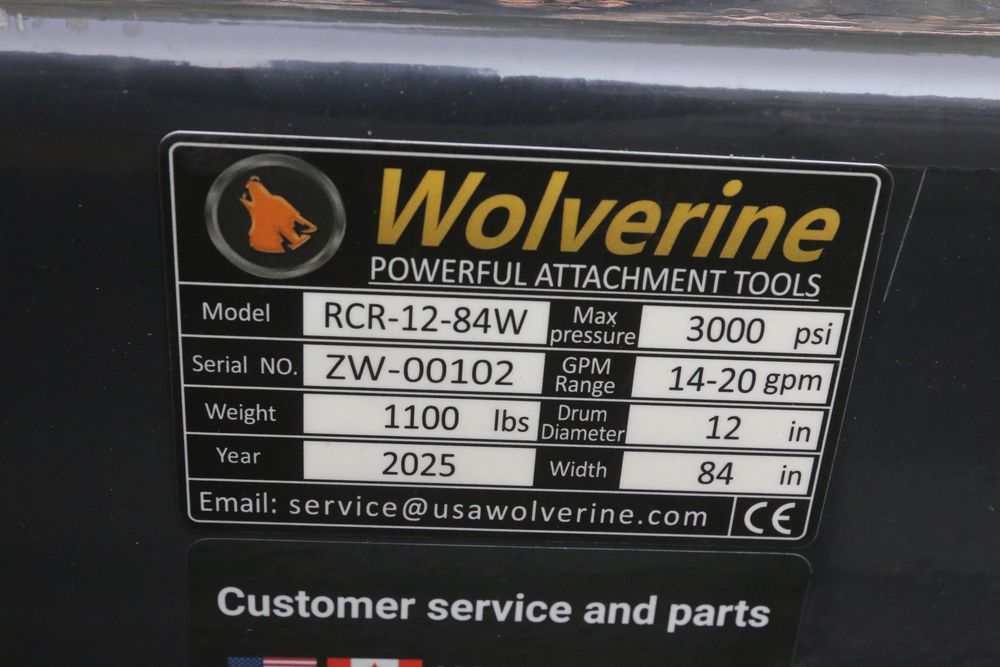 Wolverine
POWERFUL ATTACHMENT TOOLS
Model RCR-12-84W Max pressure 3000 psi
Serial NO. ZW-00102 GPM Range 14-20 gpm
Weight 1100 lbs Drum Diameter 12 in
Year 2025 Width 84 in
Email: service@usawolverine.com CE
Customer service and parts